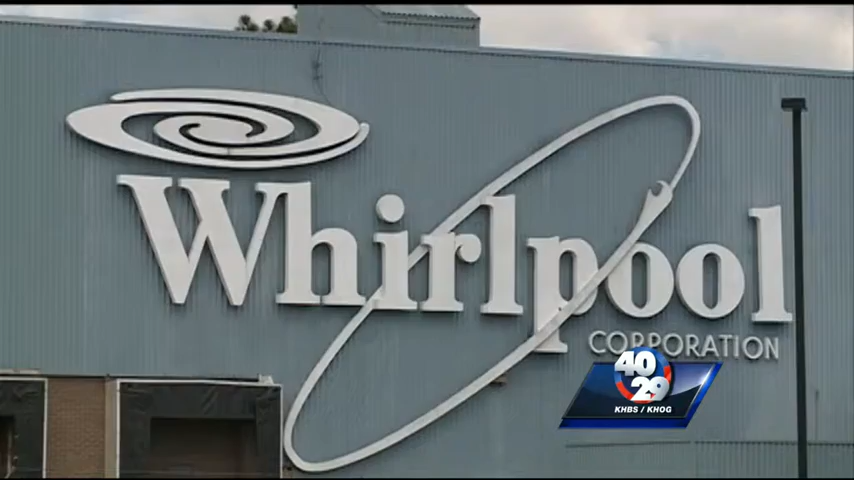 Whirlpool
CORPORATION
40
29
KHBS / KHOG